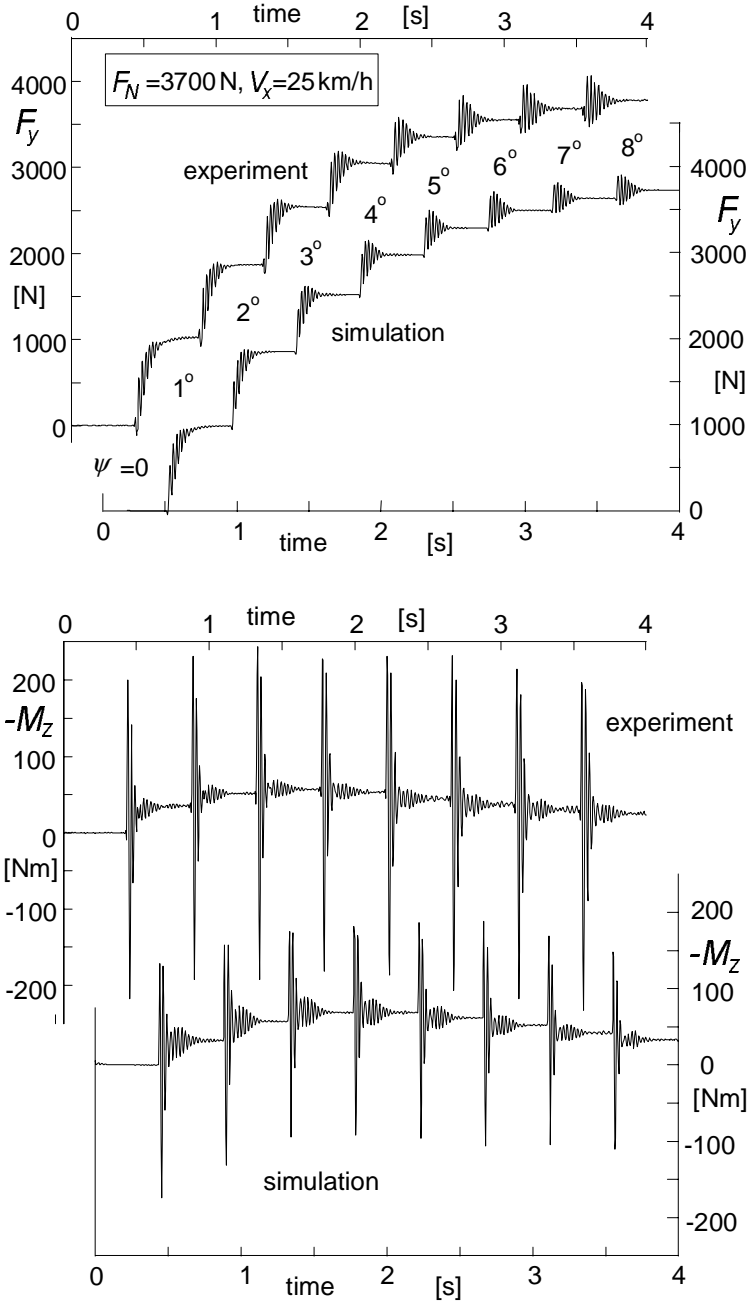 time [s]
0 1 2 3 4
F_N =3700 N, V_x=25 km/h
4000
F_y
3000
2000
[N]
1000
0
experiment
1° 2° 3° 4° 5° 6° 7° 8°
simulation
ψ =0
4000
F_y
3000
2000
[N]
1000
0
0 1 2 3 4
time [s]
time [s]
0 1 2 3 4
200
-M_Z
100
0
[Nm]
-100
-200
experiment
200
-M_Z
100
0
[Nm]
-100
-200
simulation
0 1 2 3 4
time [s]